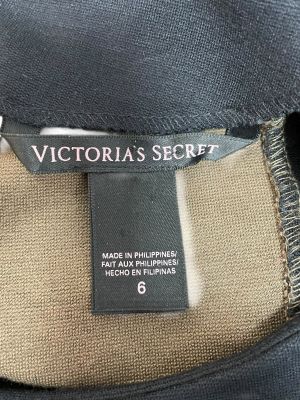 VICTORIA'S SECRET
MADE IN PHILIPPINES/
FAIT AUX PHILIPPINES/
HECHO EN FILIPINAS
6